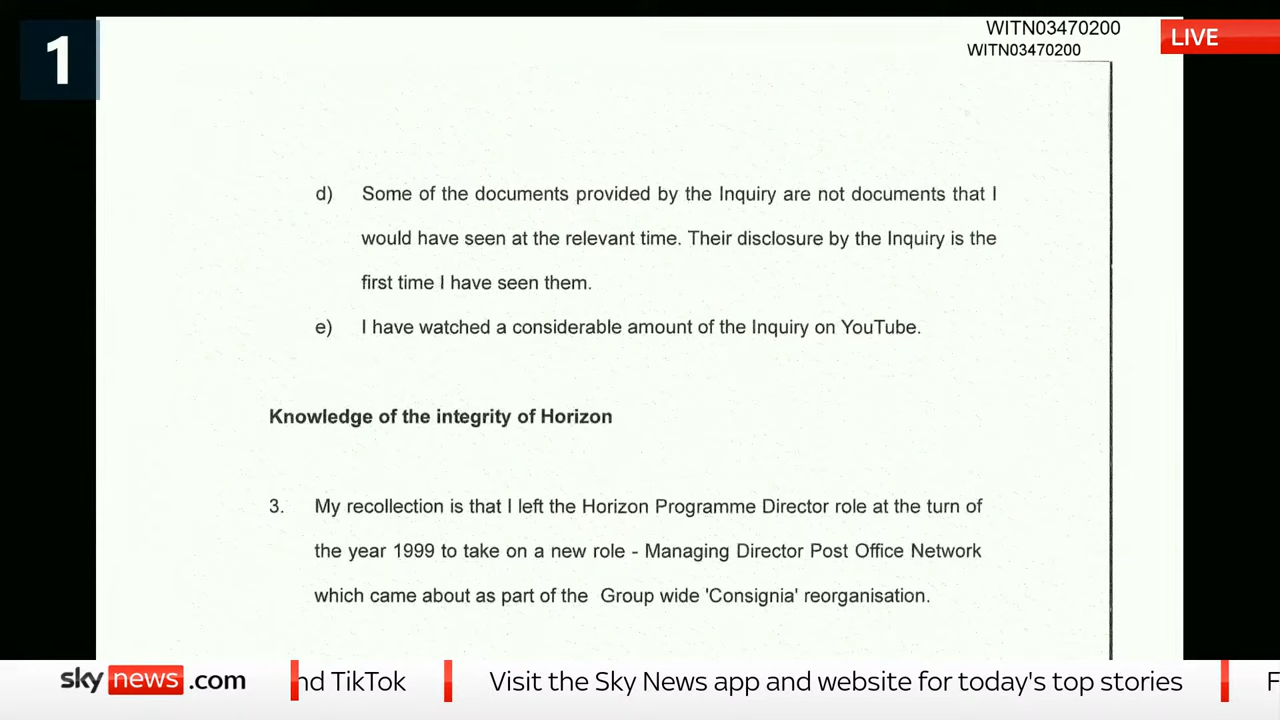 1
WITN03470200
WITN03470200
LIVE
d) Some of the documents provided by the Inquiry are not documents that I
would have seen at the relevant time. Their disclosure by the Inquiry is the
first time I have seen them.
e) I have watched a considerable amount of the Inquiry on YouTube.
Knowledge of the integrity of Horizon
3. My recollection is that I left the Horizon Programme Director role at the turn of
the year 1999 to take on a new role - Managing Director Post Office Network
which came about as part of the Group wide 'Consignia' reorganisation.
sky news .com
nd TikTok
Visit the Sky News app and website for today's top stories
F